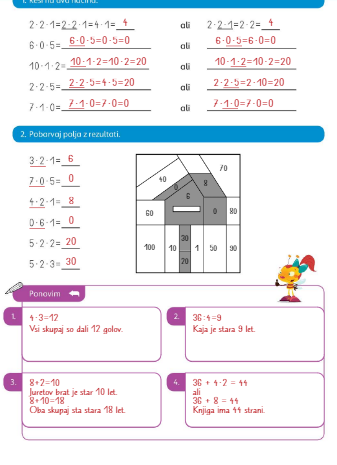 1. Reši na dva načina.
2·2·1=2·2·1=4·1= 4 ali 2·2·1=2·2= 4
6·0·5= 6·0·5=0·5=0 ali 6·0·5=6·0=0
10·1·2= 10·1·2=10·2=20 ali 10·1·2=10·2=20
2·2·5= 2·2·5=4·5=20 ali 2·2·5=2·10=20
7·1·0= 7·1·0=7·0=0 ali 7·1·0=7·0=0
2. Pobarvaj polja z rezultati.
3·2·1= 6
7·0·5= 0
4·2·1= 8
0·6·1= 0
5·2·2= 20
5·2·3= 30
70
40
0
8
6
60
0
80
100
10
30
20
1
50
90
Ponovim
1.
4·3=12
Vsi skupaj so dali 12 golov.
2.
36:4=9
Kaja je stara 9 let.
3.
8+2=10
Juretov brat je star 10 let.
8+10=18
Oba skupaj sta stara 18 let.
4.
36 + 4·2 = 44
ali
36 + 8 = 44
Knjiga ima 44 strani.